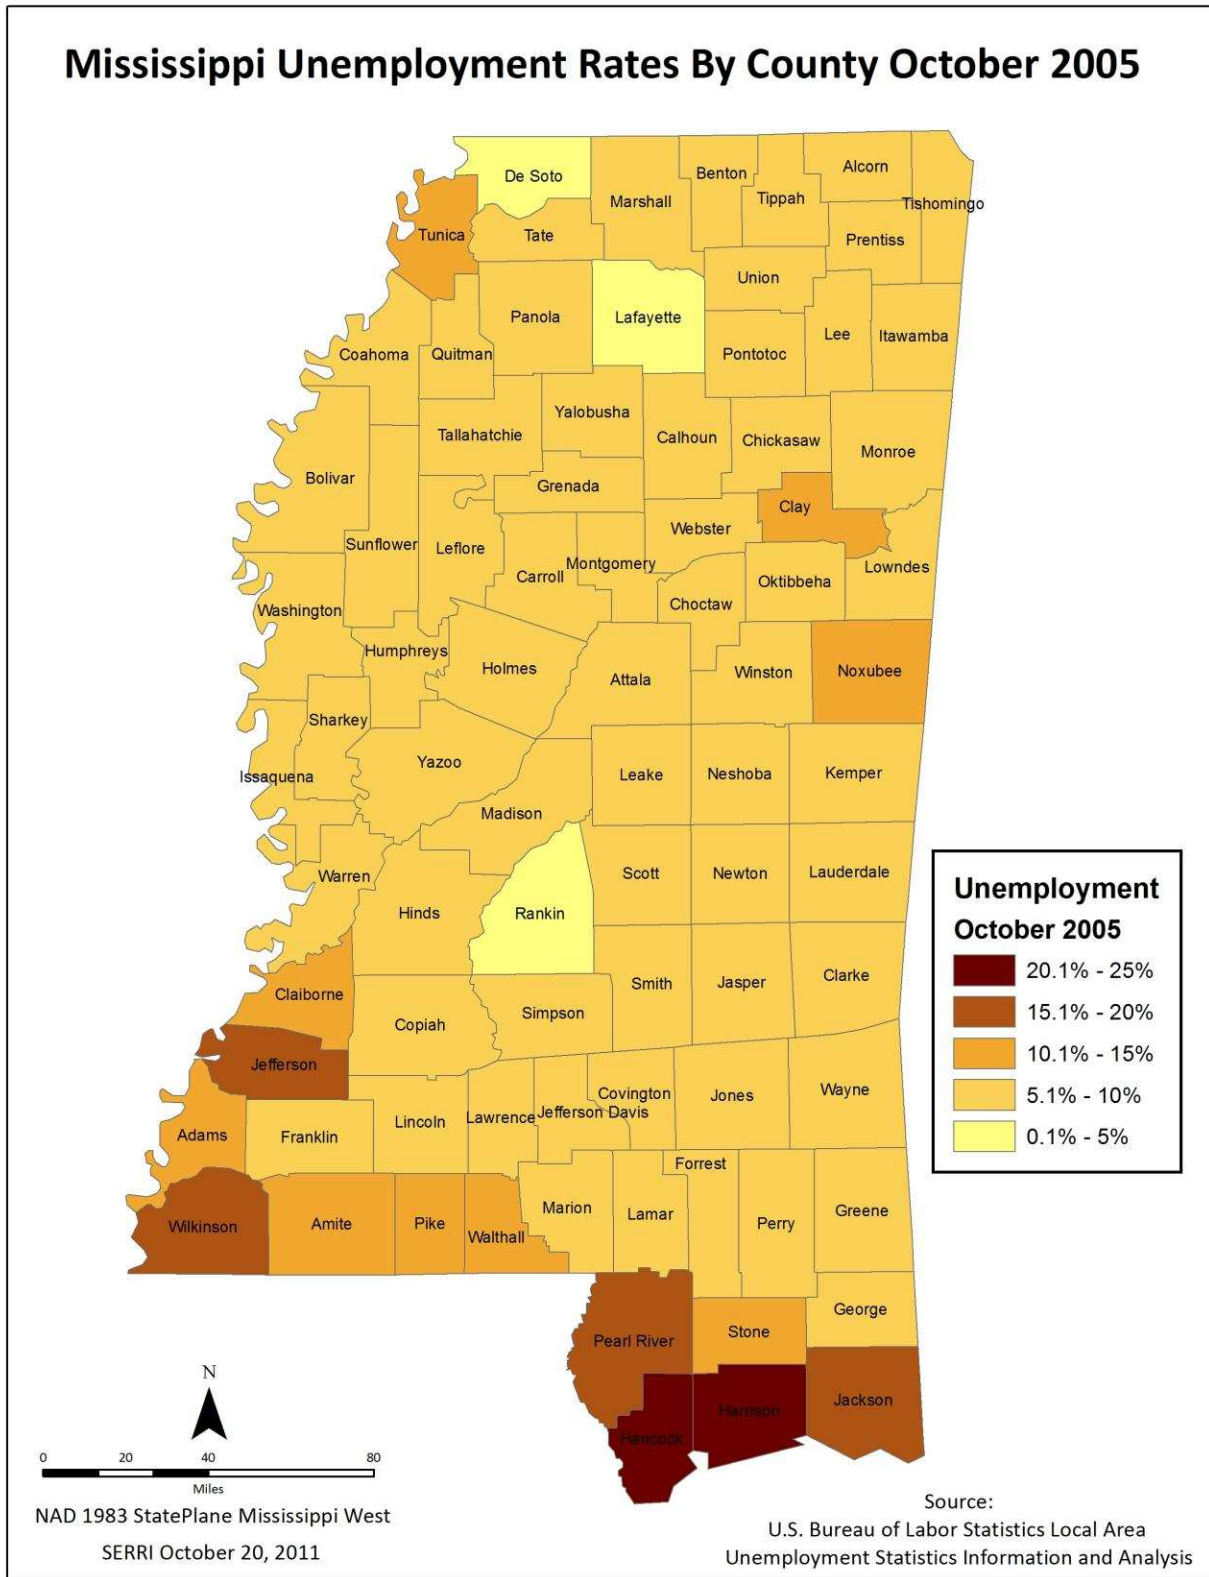 Mississippi Unemployment Rates By County October 2005
De Soto
Marshall
Benton
Tippah
Alcorn
Tishomingo
Tunica
Tate
Prentiss
Union
Panola
Lafayette
Coahoma
Quitman
Pontotoc
Lee
Itawamba
Tallahatchie
Yalobusha
Calhoun
Chickasaw
Monroe
Bolivar
Grenada
Clay
Sunflower
Leflore
Webster
Carroll
Montgomery
Oktibbeha
Lowndes
Washington
Choctaw
Humphreys
Holmes
Attala
Winston
Noxubee
Sharkey
Issaquena
Yazoo
Leake
Neshoba
Kemper
Madison
Warren
Hinds
Rankin
Scott
Newton
Lauderdale
Claiborne
Copiah
Simpson
Smith
Jasper
Clarke
Jefferson
Lincoln
Lawrence
Jefferson Davis
Covington
Jones
Wayne
Adams
Franklin
Wilkinson
Amite
Pike
Walthall
Marion
Lamar
Forrest
Perry
Greene
Pearl River
Stone
George
Hancock
Harrison
Jackson
Unemployment
October 2005
20.1% - 25%
15.1% - 20%
10.1% - 15%
5.1% - 10%
0.1% - 5%
N
0 20 40 80
Miles
NAD 1983 StatePlane Mississippi West
SERRI October 20, 2011
Source:
U.S. Bureau of Labor Statistics Local Area
Unemployment Statistics Information and Analysis